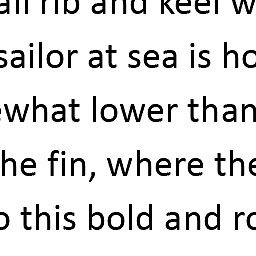 all rib and keel w
sailor at sea is ho
ewhat lower than
he fin, where the
o this bold and ro